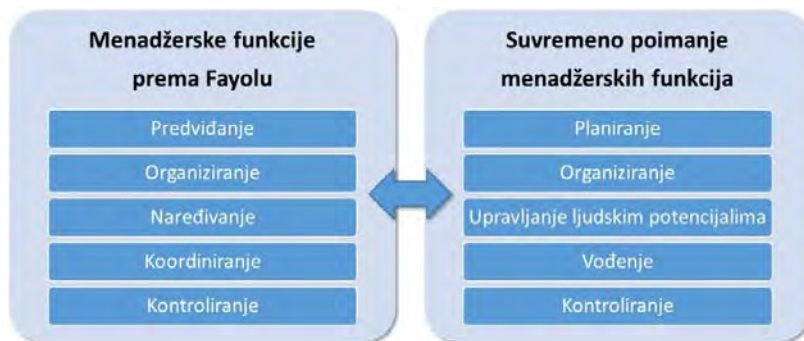 Menadžerske funkcije
prema Fayolu
Predviđanje
Organiziranje
Naređivanje
Koordiniranje
Kontroliranje
Suvremeno poimanje
menadžerskih funkcija
Planiranje
Organiziranje
Upravljanje ljudskim potencijalima
Vođenje
Kontroliranje